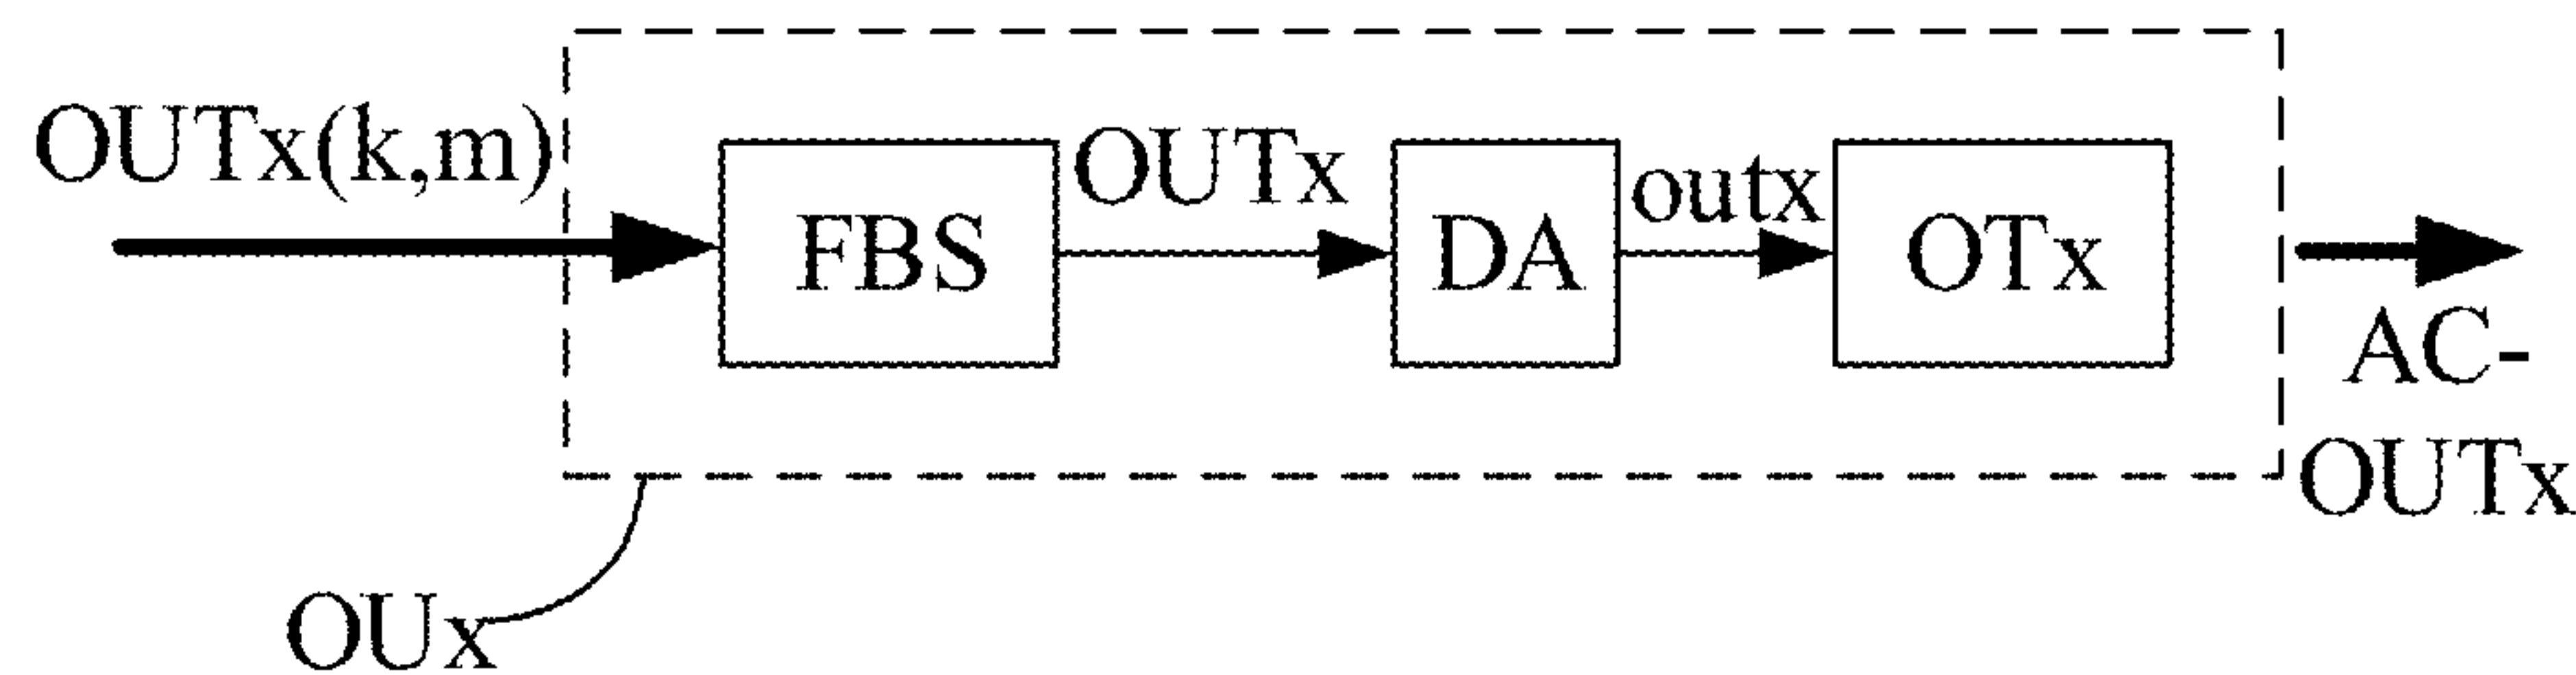 OUTx(k,m)
FBS
OUTx
DA
outx
OTx
AC-
OUTx
OUx